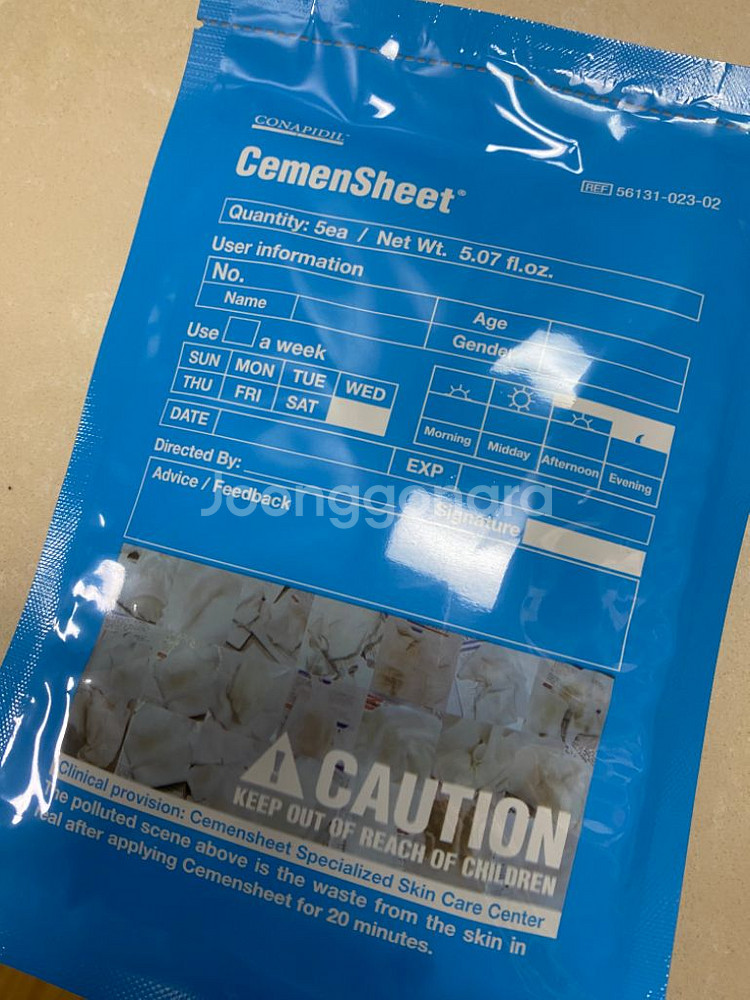 CONAPIDIL™
CemenSheet®
REF 56131-023-02
Quantity: 5ea / Net Wt. 5.07 fl.oz.
User information
No.
Name
Age
Gender
Use a week
SUN MON TUE WED
THU FRI SAT
Morning Midday Afternoon Evening
DATE
Directed By:
EXP
Signature
Advice / Feedback
Joonggonara
CAUTION
KEEP OUT OF REACH OF CHILDREN
Clinical provision: Cemensheet Specialized Skin Care Center
The polluted scene above is the waste from the skin in
real after applying Cemensheet for 20 minutes.